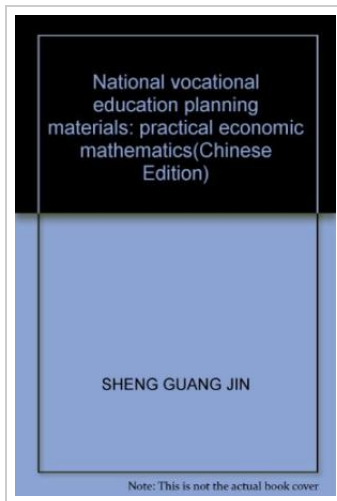 National vocational
education planning
materials: practical economic
mathematics(Chinese
Edition)
SHENG GUANG JIN
Note: This is not the actual book cover